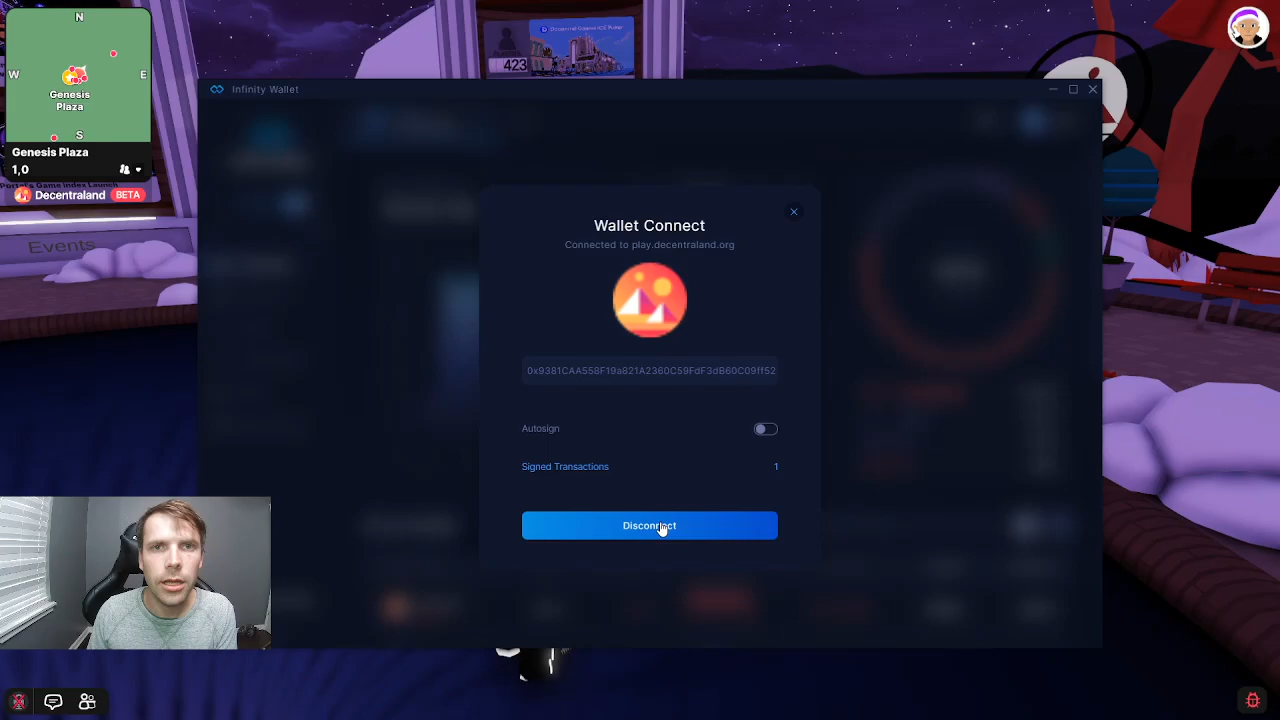 N
W
E
Genesis
Plaza
S
Genesis Plaza
1,0
Decentraland
BETA
Events
423
Infinity Wallet
Wallet Connect
Connected to play.decentraland.org
0x9381CAA558F19a821A2360C59FdF3dB60C09ff52
Autosign
Signed Transactions
1
Disconnect